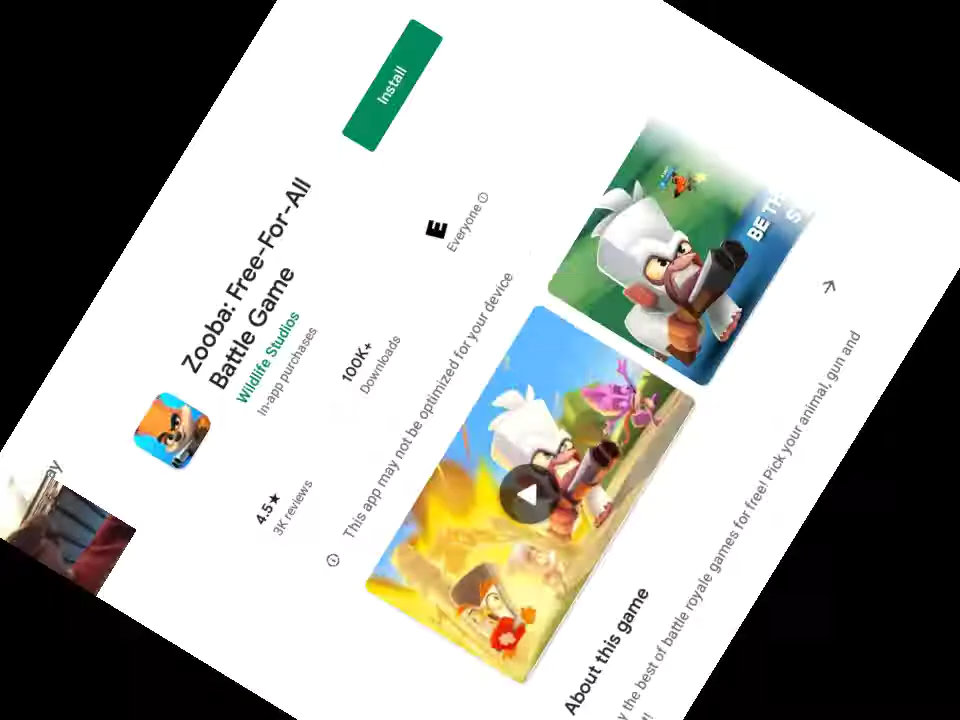 ay
Install
Zooba: Free-For-All
Battle Game
Wildlife Studios
In-app purchases
4.5★
3K reviews
100K+
Downloads
E
Everyone
This app may not be optimized for your device
BE TH
S
About this game
y the best of battle royale games for free! Pick your animal, gun and